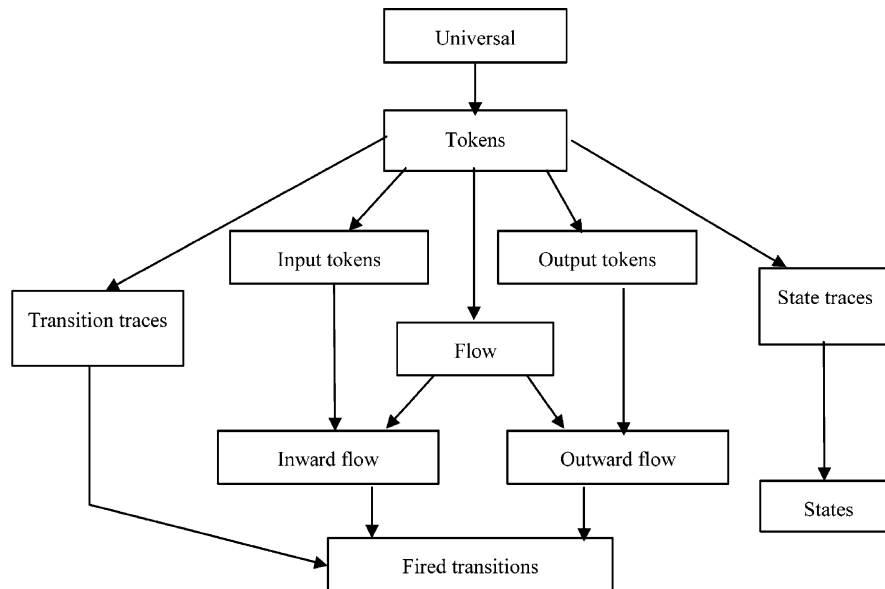 Universal
Tokens
Input tokens
Output tokens
State traces
Transition traces
Flow
Inward flow
Outward flow
States
Fired transitions